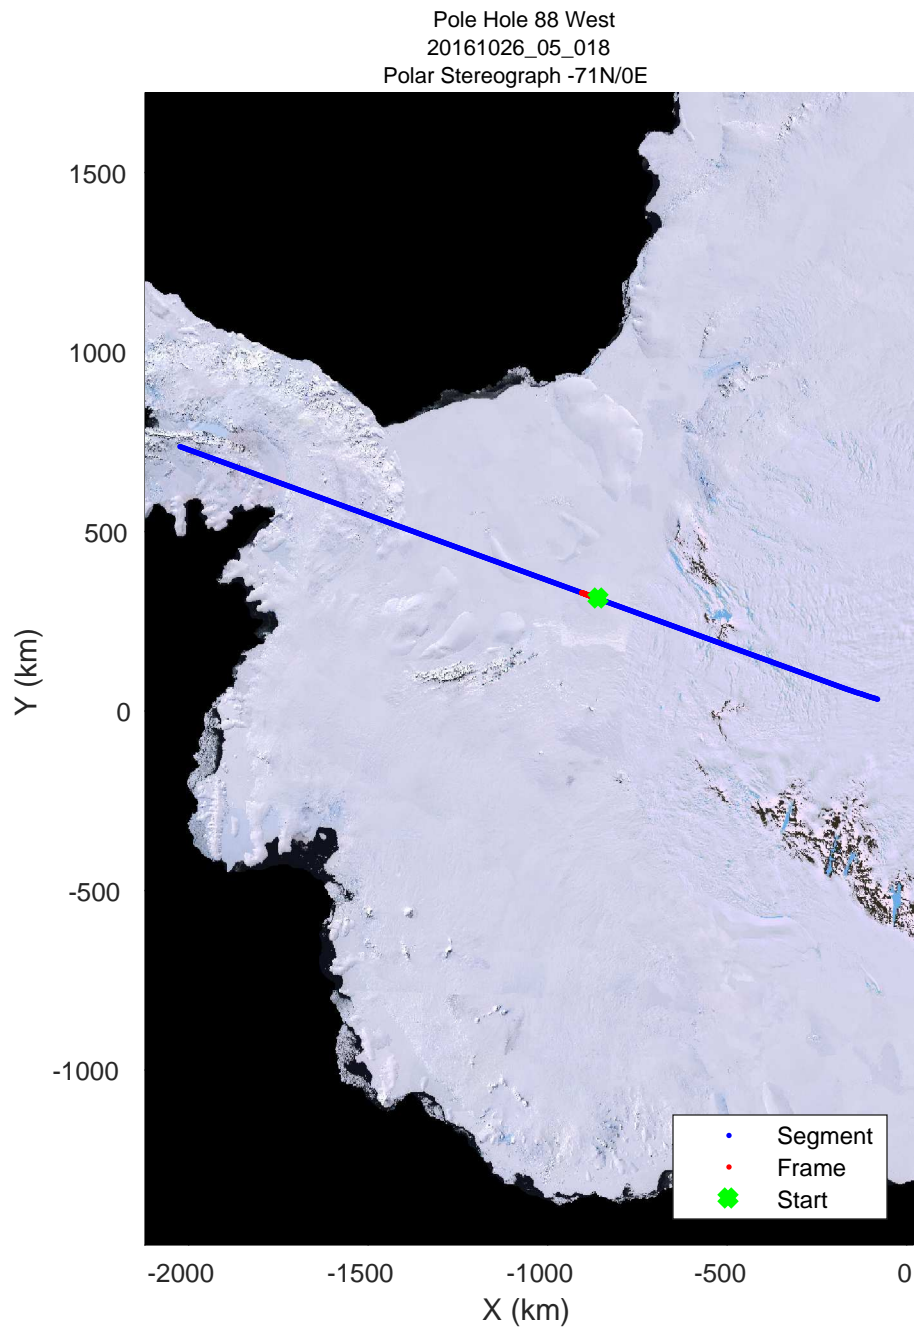 Pole Hole 88 West
20161026_05_018
Polar Stereograph -71N/0E
1500
1000
500
0
-500
-1000
Y (km)
-2000
-1500
-1000
-500
0
X (km)
Segment
Frame
Start